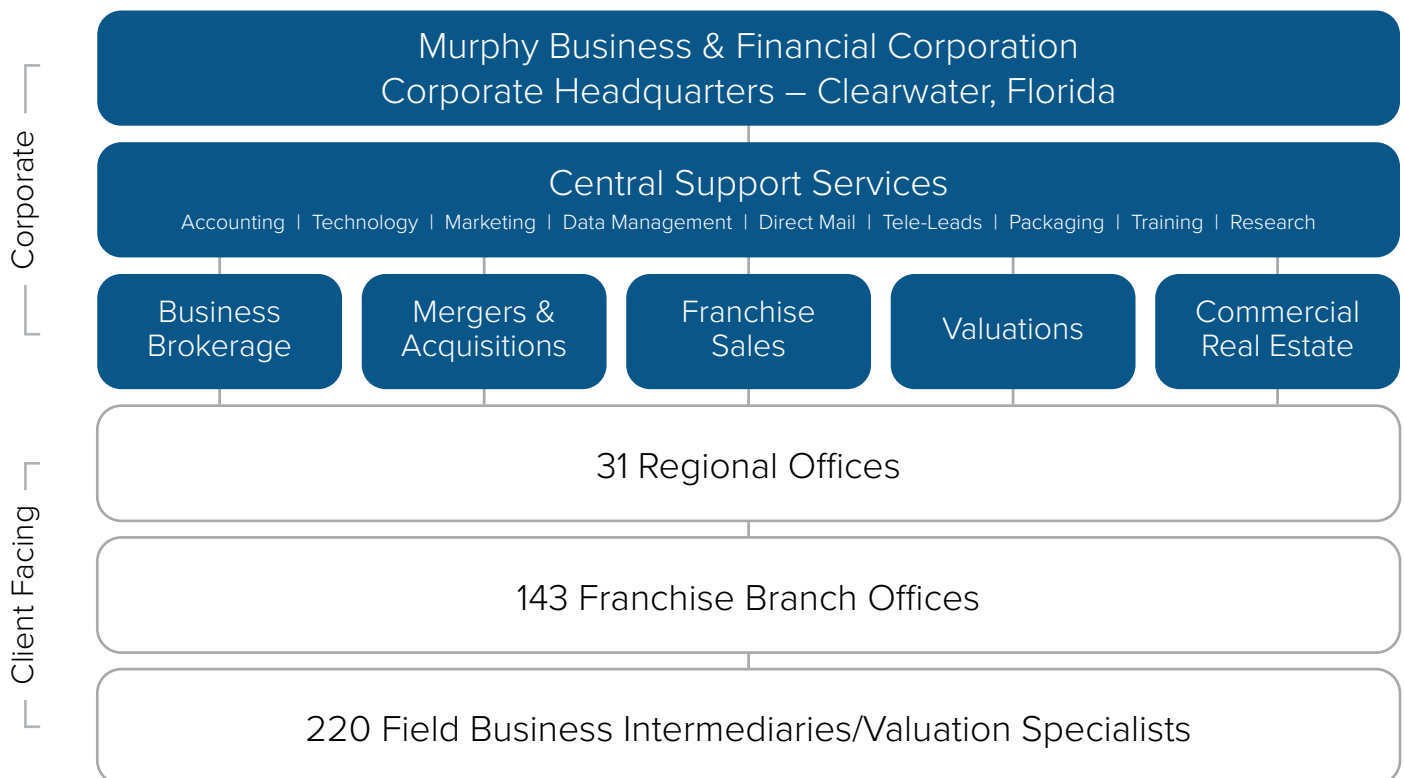 Murphy Business & Financial Corporation
Corporate Headquarters – Clearwater, Florida
Corporate
Central Support Services
Accounting | Technology | Marketing | Data Management | Direct Mail | Tele-Leads | Packaging | Training | Research
Business
Brokerage
Mergers &
Acquisitions
Franchise
Sales
Valuations
Commercial
Real Estate
Client Facing
31 Regional Offices
143 Franchise Branch Offices
220 Field Business Intermediaries/Valuation Specialists